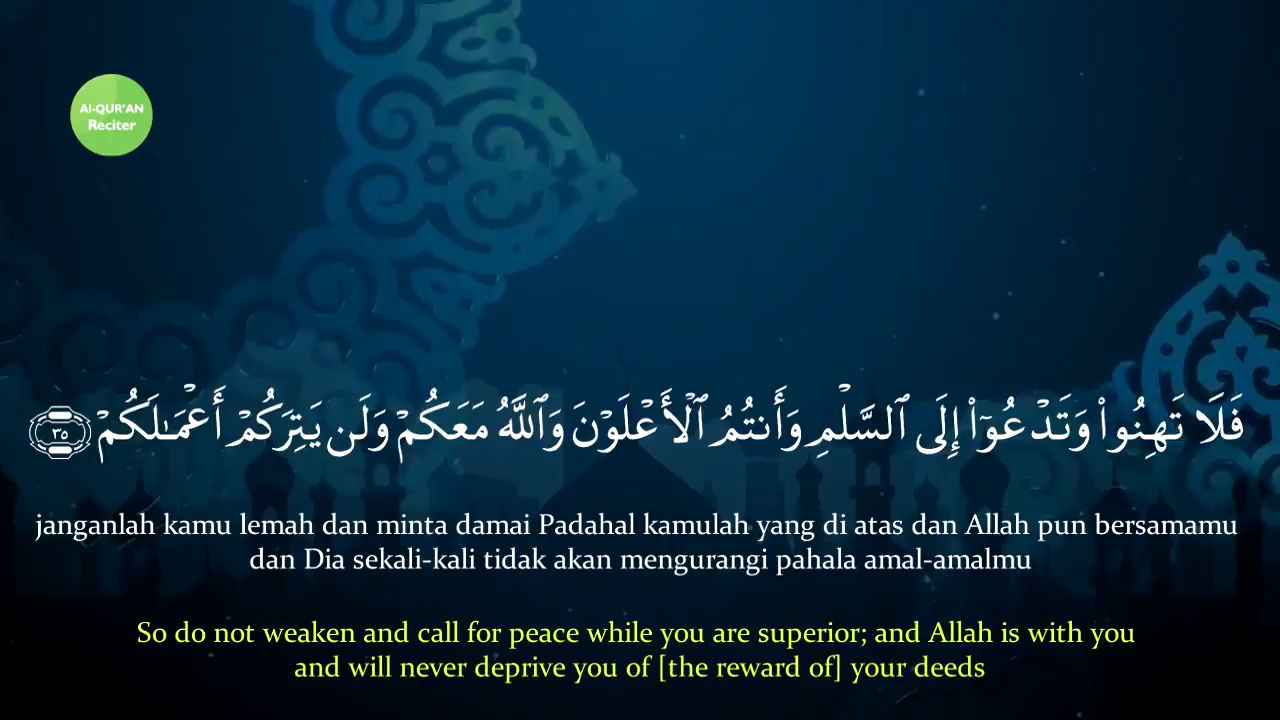 Al-QUR'AN
Reciter
فَلَا تَهِنُوا۟ وَتَدْعُوٓا۟ إِلَى ٱلسَّلْمِ وَأَنتُمُ ٱلْأَعْلَوْنَ وَٱللَّهُ مَعَكُمْ وَلَن يَتِرَكُمْ أَعْمَـٰلَكُمْ ٣٥
janganlah kamu lemah dan minta damai Padahal kamulah yang di atas dan Allah pun bersamamu
dan Dia sekali-kali tidak akan mengurangi pahala amal-amalmu
So do not weaken and call for peace while you are superior; and Allah is with you
and will never deprive you of [the reward of] your deeds